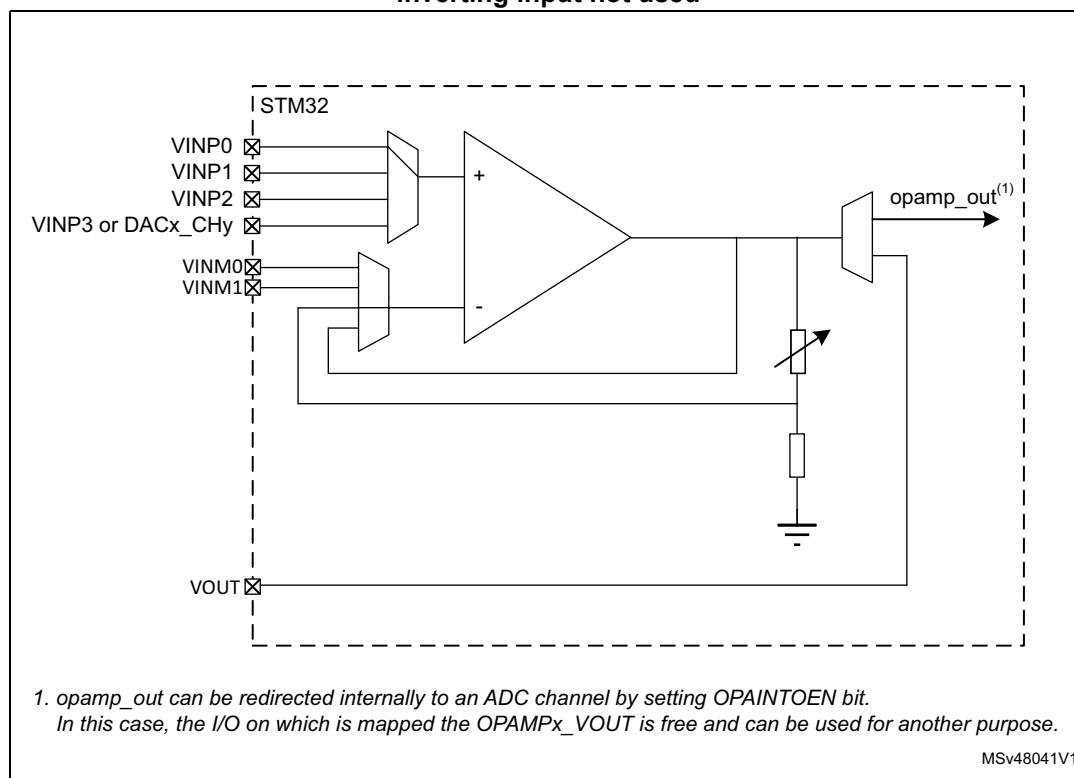 inverting input not used
STM32
VINP0
VINP1
VINP2
VINP3 or DACx_CHy
VINM0
VINM1
+
-
opamp_out(1)
VOUT
1. opamp_out can be redirected internally to an ADC channel by setting OPAINTOEN bit.
In this case, the I/O on which is mapped the OPAMPx_VOUT is free and can be used for another purpose.
MSv48041V1